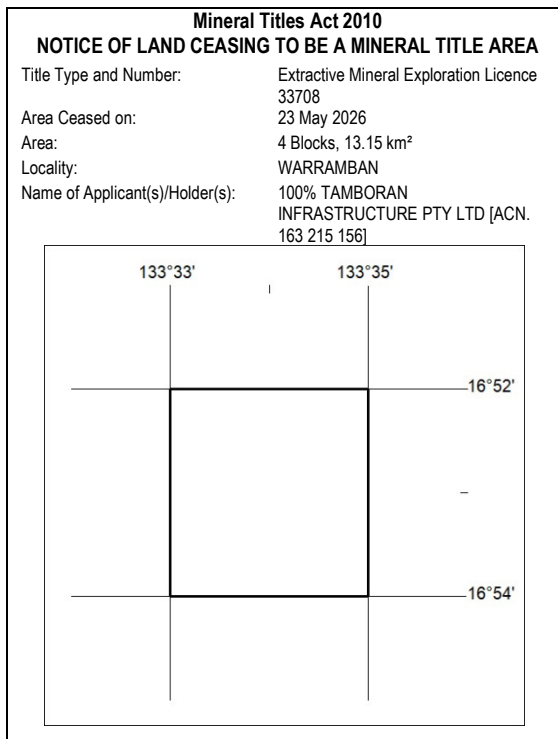 Mineral Titles Act 2010
NOTICE OF LAND CEASING TO BE A MINERAL TITLE AREA
Title Type and Number: Extractive Mineral Exploration Licence
33708
Area Ceased on: 23 May 2026
Area: 4 Blocks, 13.15 km²
Locality: WARRAMBAN
Name of Applicant(s)/Holder(s): 100% TAMBORAN
INFRASTRUCTURE PTY LTD [ACN.
163 215 156]
133°33' 133°35'
16°52'
16°54'